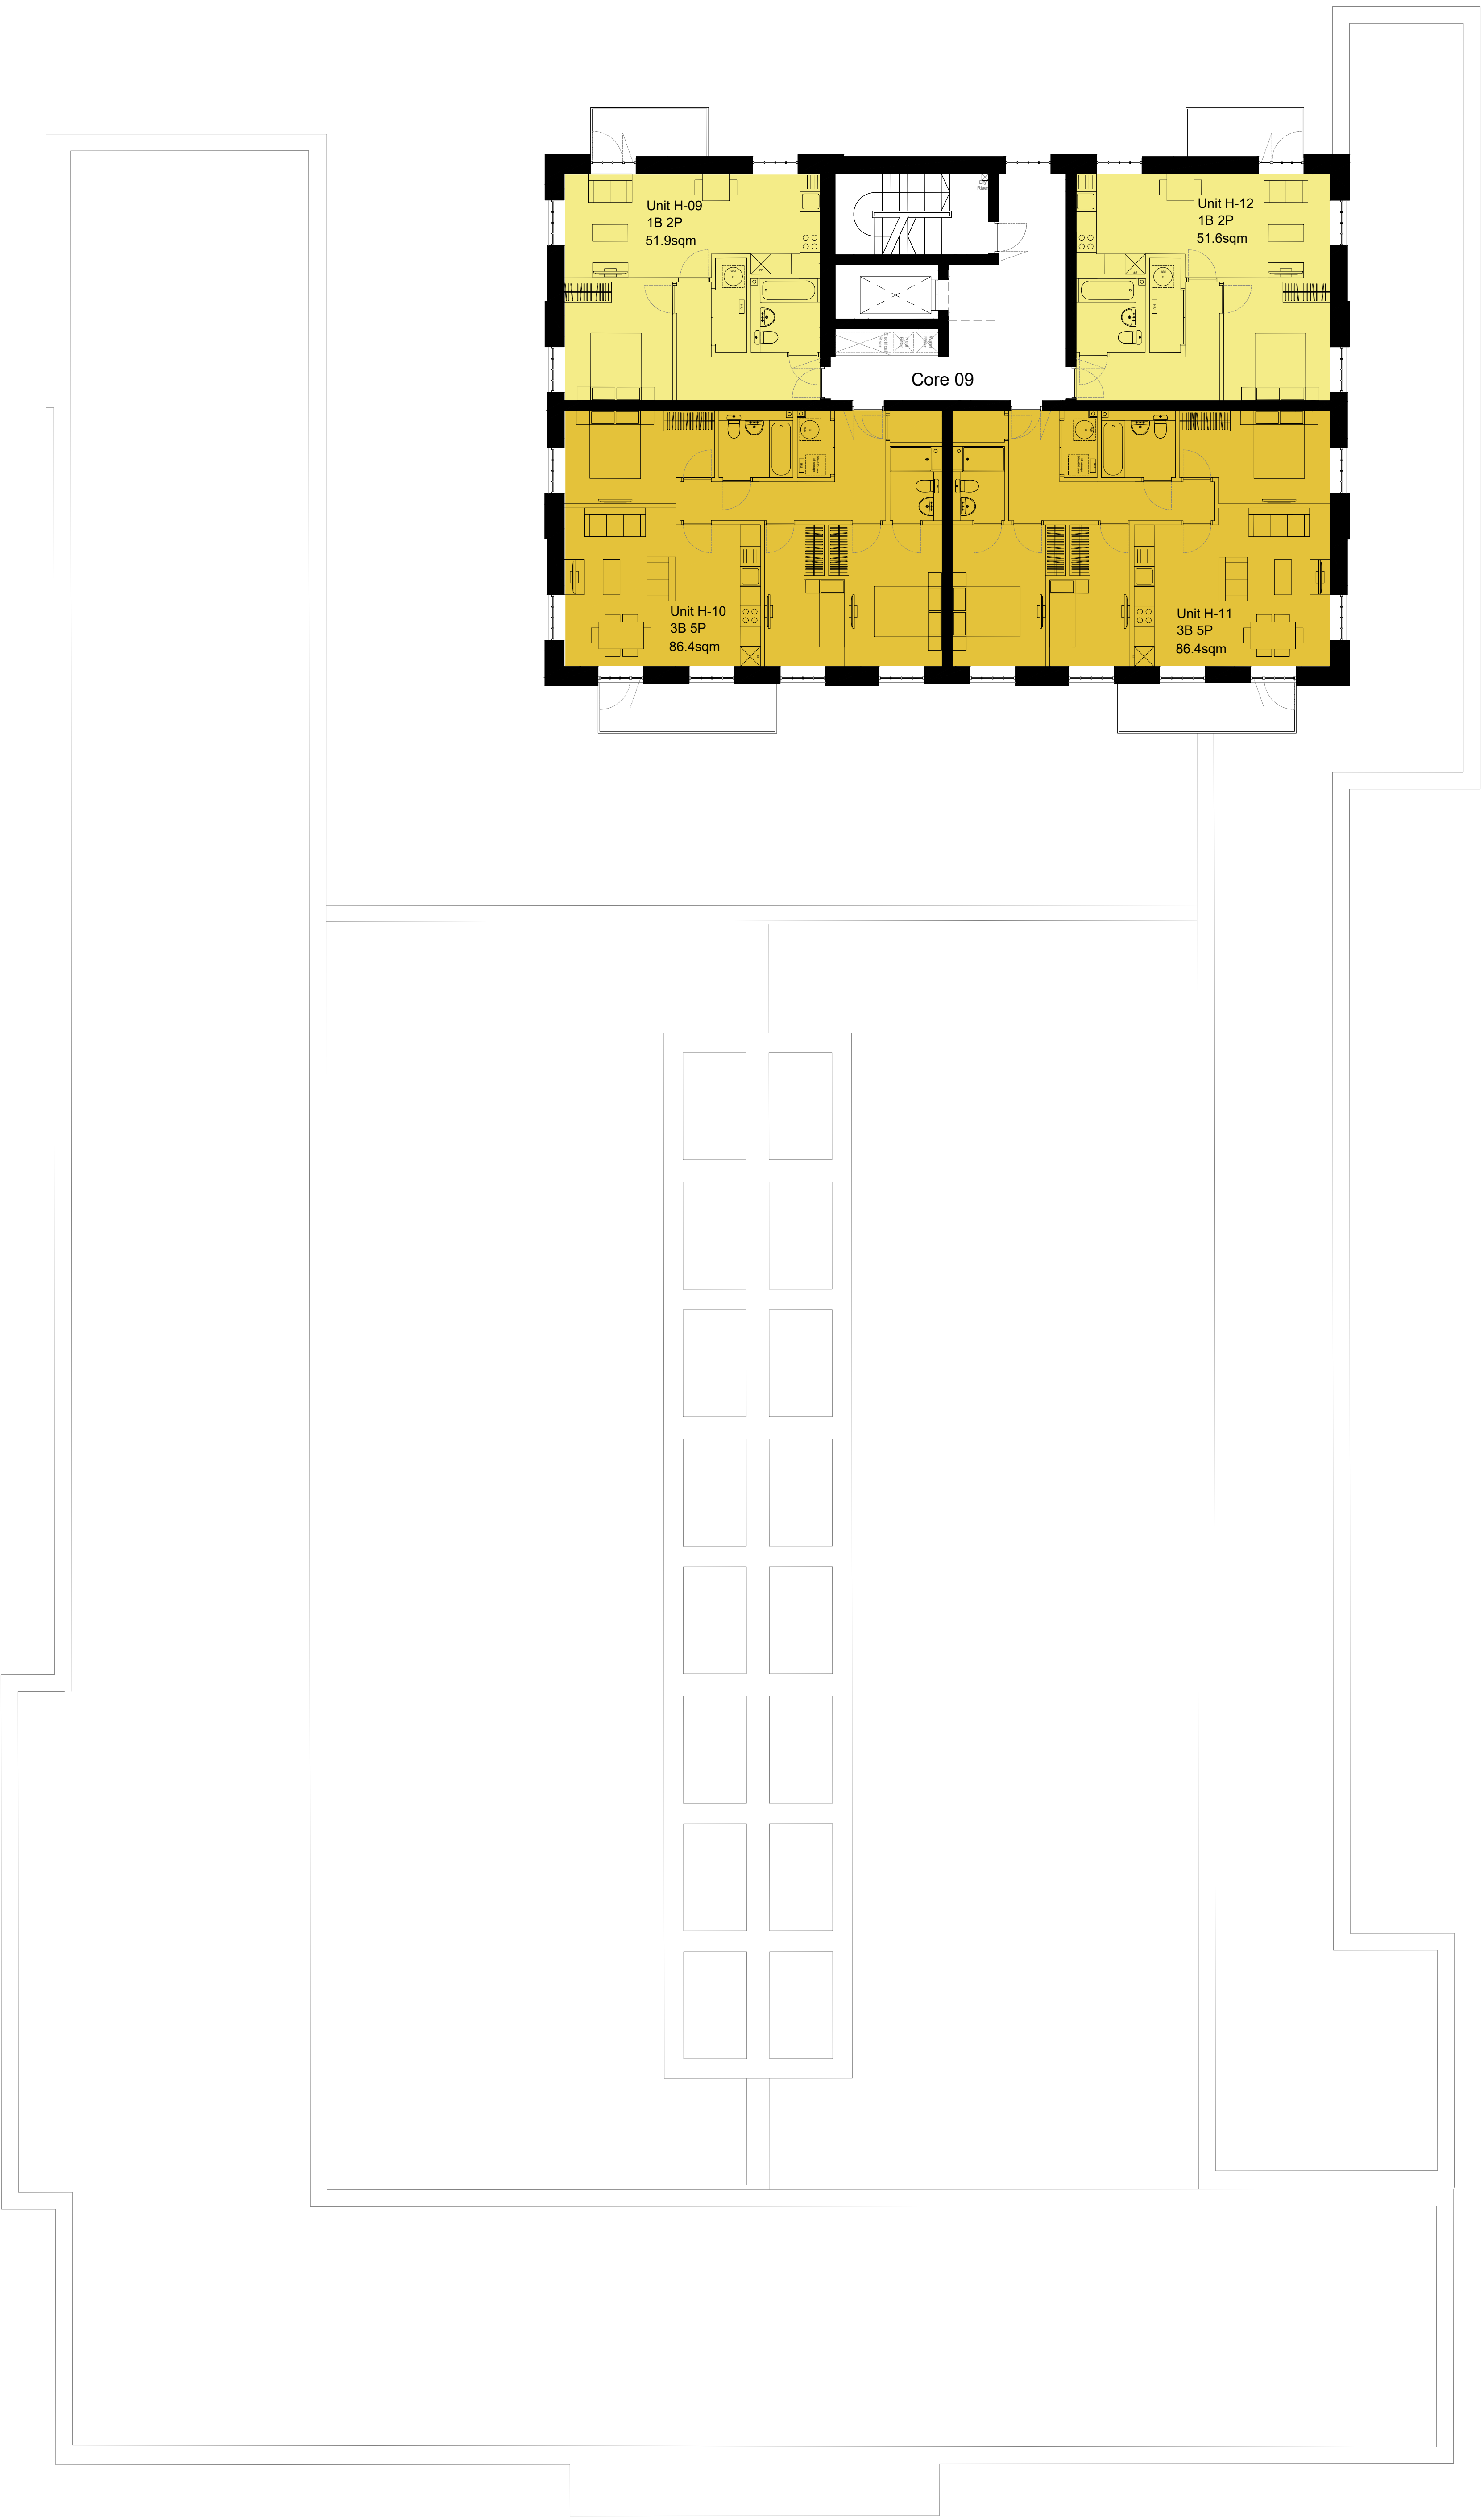 Unit H-09
1B 2P
51.9sqm
Unit H-12
1B 2P
51.6sqm
Core 09
Unit H-10
3B 5P
86.4sqm
Unit H-11
3B 5P
86.4sqm